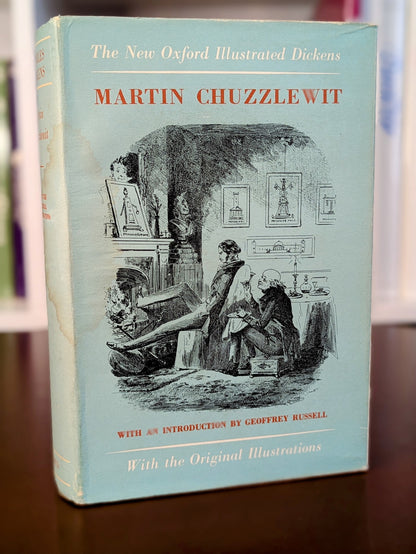 The New Oxford Illustrated Dickens
MARTIN CHUZZLEWIT
WITH AN INTRODUCTION BY GEOFFREY RUSSELL
With the Original Illustrations